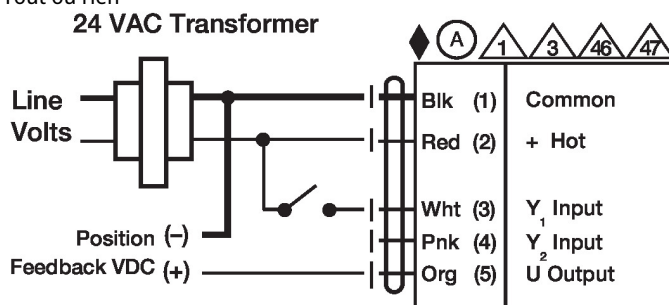 Tout ou rien
24 VAC Transformer
A 1 3 46 47
Line
Volts
Blk (1) Common
Red (2) + Hot
Wht (3) Y1 Input
Pnk (4) Y2 Input
Org (5) U Output
Position (–)
Feedback VDC (+)